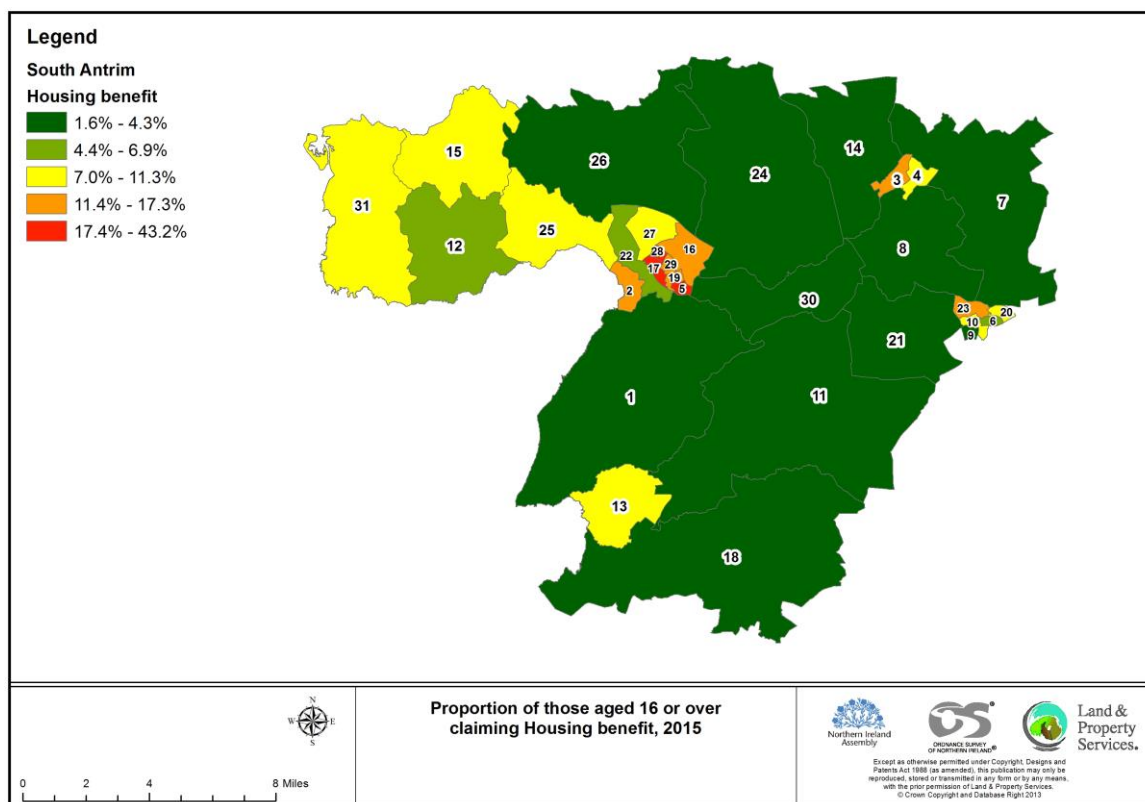 Legend
South Antrim
Housing benefit
1.6% - 4.3%
4.4% - 6.9%
7.0% - 11.3%
11.4% - 17.3%
17.4% - 43.2%
15
26
24
14
3
4
7
31
12
25
27
16
8
22
28
29
17
19
5
2
30
23
20
10
6
9
21
1
11
13
18
N
W
E
S
0 2 4 8 Miles
Proportion of those aged 16 or over
claiming Housing benefit, 2015
Northern Ireland
Assembly
OS
ORDNANCE SURVEY
OF NORTHERN IRELAND®
Land &
Property
Services.
Except as otherwise permitted under Copyright, Designs and
Patents Act 1988 (as amended), this publication may only be
reproduced, stored or transmitted in any form or by any means,
with the prior permission of Land & Property Services.
© Crown Copyright and Database Right 2013